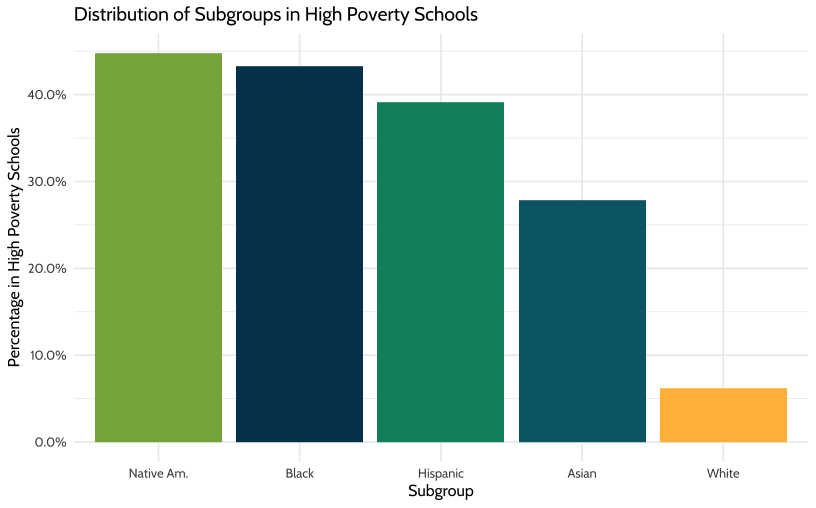 Distribution of Subgroups in High Poverty Schools
Percentage in High Poverty Schools
40.0%
30.0%
20.0%
10.0%
0.0%
Native Am.
Black
Hispanic
Asian
White
Subgroup